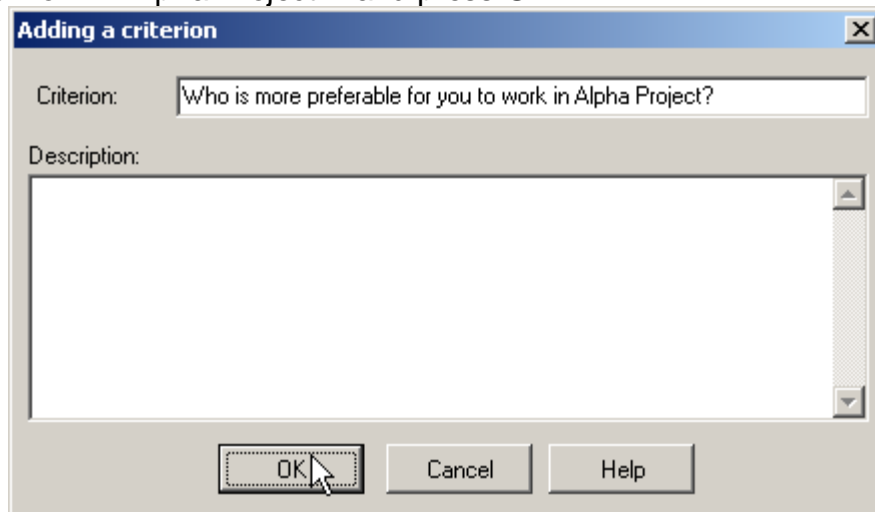 Adding a criterion
Criterion: Who is more preferable for you to work in Alpha Project?
Description:
OK Cancel Help